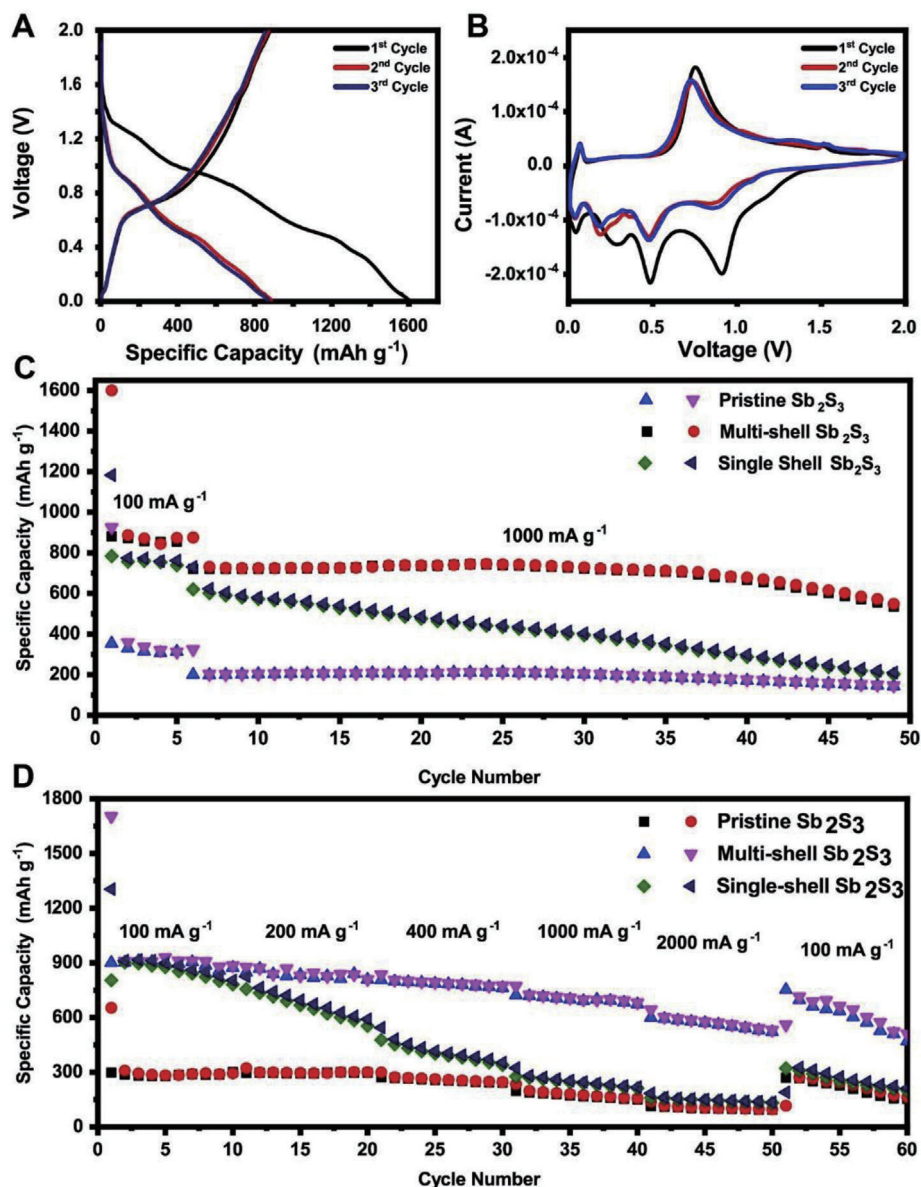 A
2.0
1.6
1.2
0.8
0.4
0.0
Voltage (V)
1st Cycle
2nd Cycle
3rd Cycle
0 400 800 1200 1600
Specific Capacity (mAh g-1)
B
2.0x10-4
1.0x10-4
0.0
-1.0x10-4
-2.0x10-4
Current (A)
1st Cycle
2nd Cycle
3rd Cycle
0.0 0.5 1.0 1.5 2.0
Voltage (V)
C
1600
1400
1200
1000
800
600
400
200
0
Specific Capacity (mAh g-1)
Pristine Sb2S3
Multi-shell Sb2S3
Single Shell Sb2S3
100 mA g-1
1000 mA g-1
0 5 10 15 20 25 30 35 40 45 50
Cycle Number
D
1800
1500
1200
900
600
300
0
Specific Capacity (mAh g-1)
Pristine Sb2S3
Multi-shell Sb2S3
Single-shell Sb2S3
100 mA g-1
200 mA g-1
400 mA g-1
1000 mA g-1
2000 mA g-1
100 mA g-1
0 5 10 15 20 25 30 35 40 45 50 55 60
Cycle Number